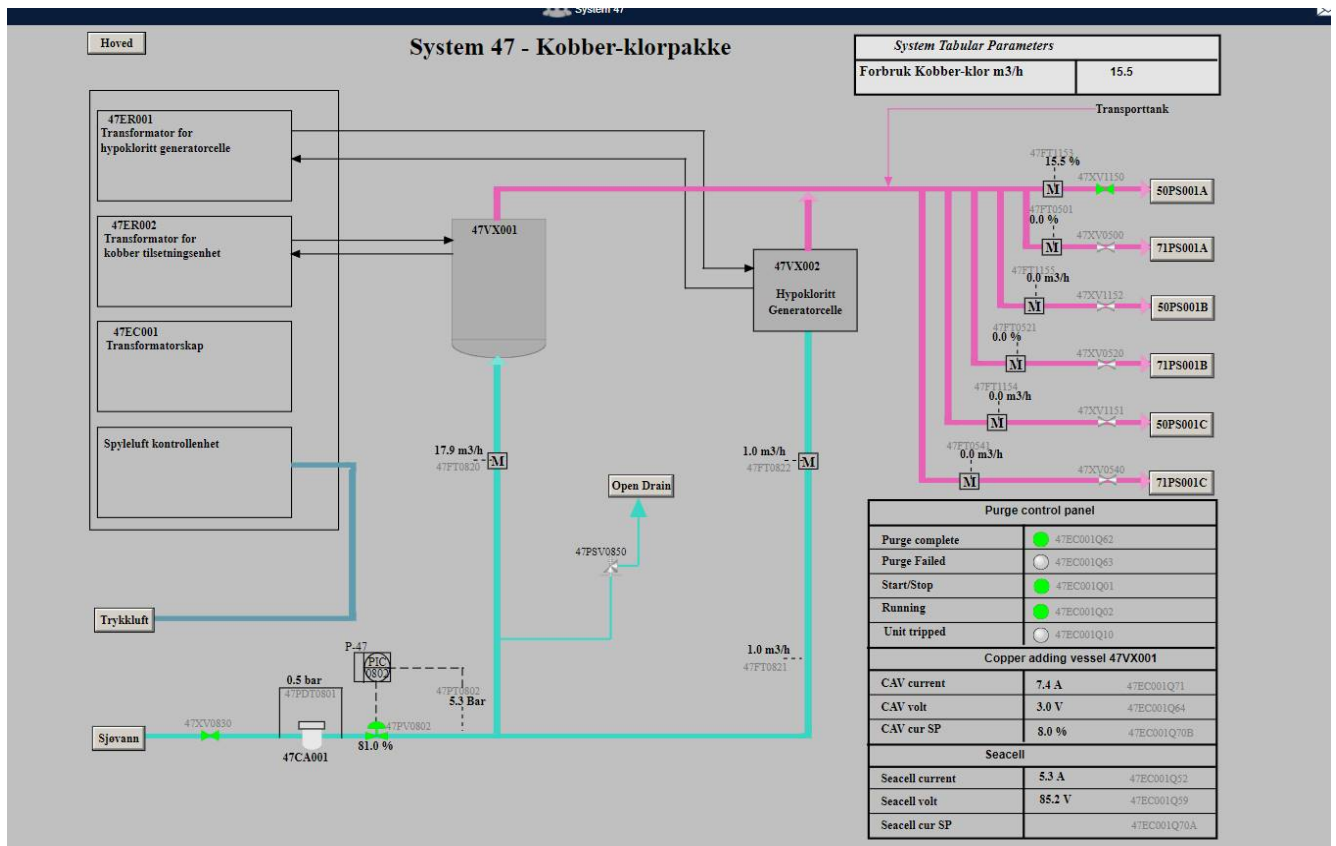 System 47
Hoved
System 47 - Kobber-klorpakke
System Tabular Parameters
Forbruk Kobber-klor m3/h 15.5
Transporttank
47ER001
Transformator for
hypokloritt generatorcelle
47ER002
Transformator for
kobber tilsetningsenhet
47EC001
Transformatorskap
Spyleluft kontrollenhet
Trykkluft
47VX001
47VX002
Hypokloritt
Generatorcelle
47FT1153
15.5 %
M
47XV1150
50PS001A
47FT0501
0.0 %
M
47XV0500
71PS001A
47FT1155
0.0 m3/h
M
47XV1152
50PS001B
47FT0521
0.0 %
M
47XV0520
71PS001B
47FT1154
0.0 m3/h
M
47XV1151
50PS001C
47FT0541
0.0 m3/h
M
47XV0540
71PS001C
17.9 m3/h
47FT0820
M
1.0 m3/h
47FT0822
M
Open Drain
47PSV0850
1.0 m3/h
47FT0821
P-47
PIC
0802
0.5 bar
47PDT0801
47PT0802
5.3 Bar
47XV0830
47PV0802
Sjøvann
81.0 %
47CA001
Purge control panel
Purge complete 47EC001Q62
Purge Failed 47EC001Q63
Start/Stop 47EC001Q01
Running 47EC001Q02
Unit tripped 47EC001Q10
Copper adding vessel 47VX001
CAV current 7.4 A 47EC001Q71
CAV volt 3.0 V 47EC001Q64
CAV cur SP 8.0 % 47EC001Q70B
Seacell
Seacell current 5.3 A 47EC001Q52
Seacell volt 85.2 V 47EC001Q59
Seacell cur SP 47EC001Q70A